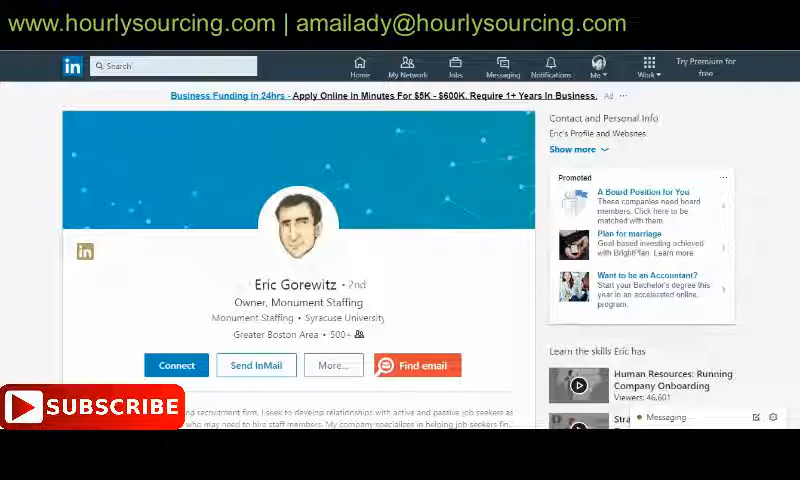 www.hourlysourcing.com | amailady@hourlysourcing.com
in Search
Home My Network Jobs Messaging Notifications Me Work Try Premium for free
Business Funding in 24hrs - Apply Online In Minutes For $5K - $600K. Require 1+ Years In Business. Ad ...
Contact and Personal Info
Eric's Profile and Websites
Show more
Promoted ...
A Board Position for You
These companies need board
members. Click here to be
matched with them.
Plan for marriage
Goal-based investing achieved
with BrightPlan. Learn more
Want to be an Accountant?
Start your Bachelor's degree this
year in an accelerated online
program.
in
Eric Gorewitz • 2nd
Owner, Monument Staffing
Monument Staffing • Syracuse University
Greater Boston Area • 500+
Connect Send InMail More... Find email
Learn the skills Eric has
Human Resources: Running
Company Onboarding
Viewers: 46,601
Stra
Messaging
SUBSCRIBE
nd recruitment firm, I seek to develop relationships with active and passive job seekers as
who may need to hire staff members. My company specializes in helping job seekers fin...